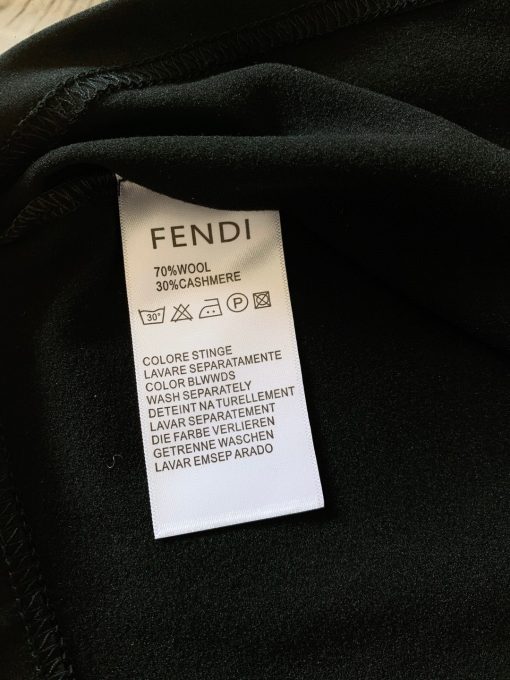 FENDI
70%WOOL
30%CASHMERE
30°
P
COLORE STINGE
LAVARE SEPARATAMENTE
COLOR BLWWDS
WASH SEPARATELY
DETEINT NA TURELLEMENT
LAVAR SEPARETEMENT
DIE FARBE VERLIEREN
GETRENNE WASCHEN
LAVAR EMSEP ARADO